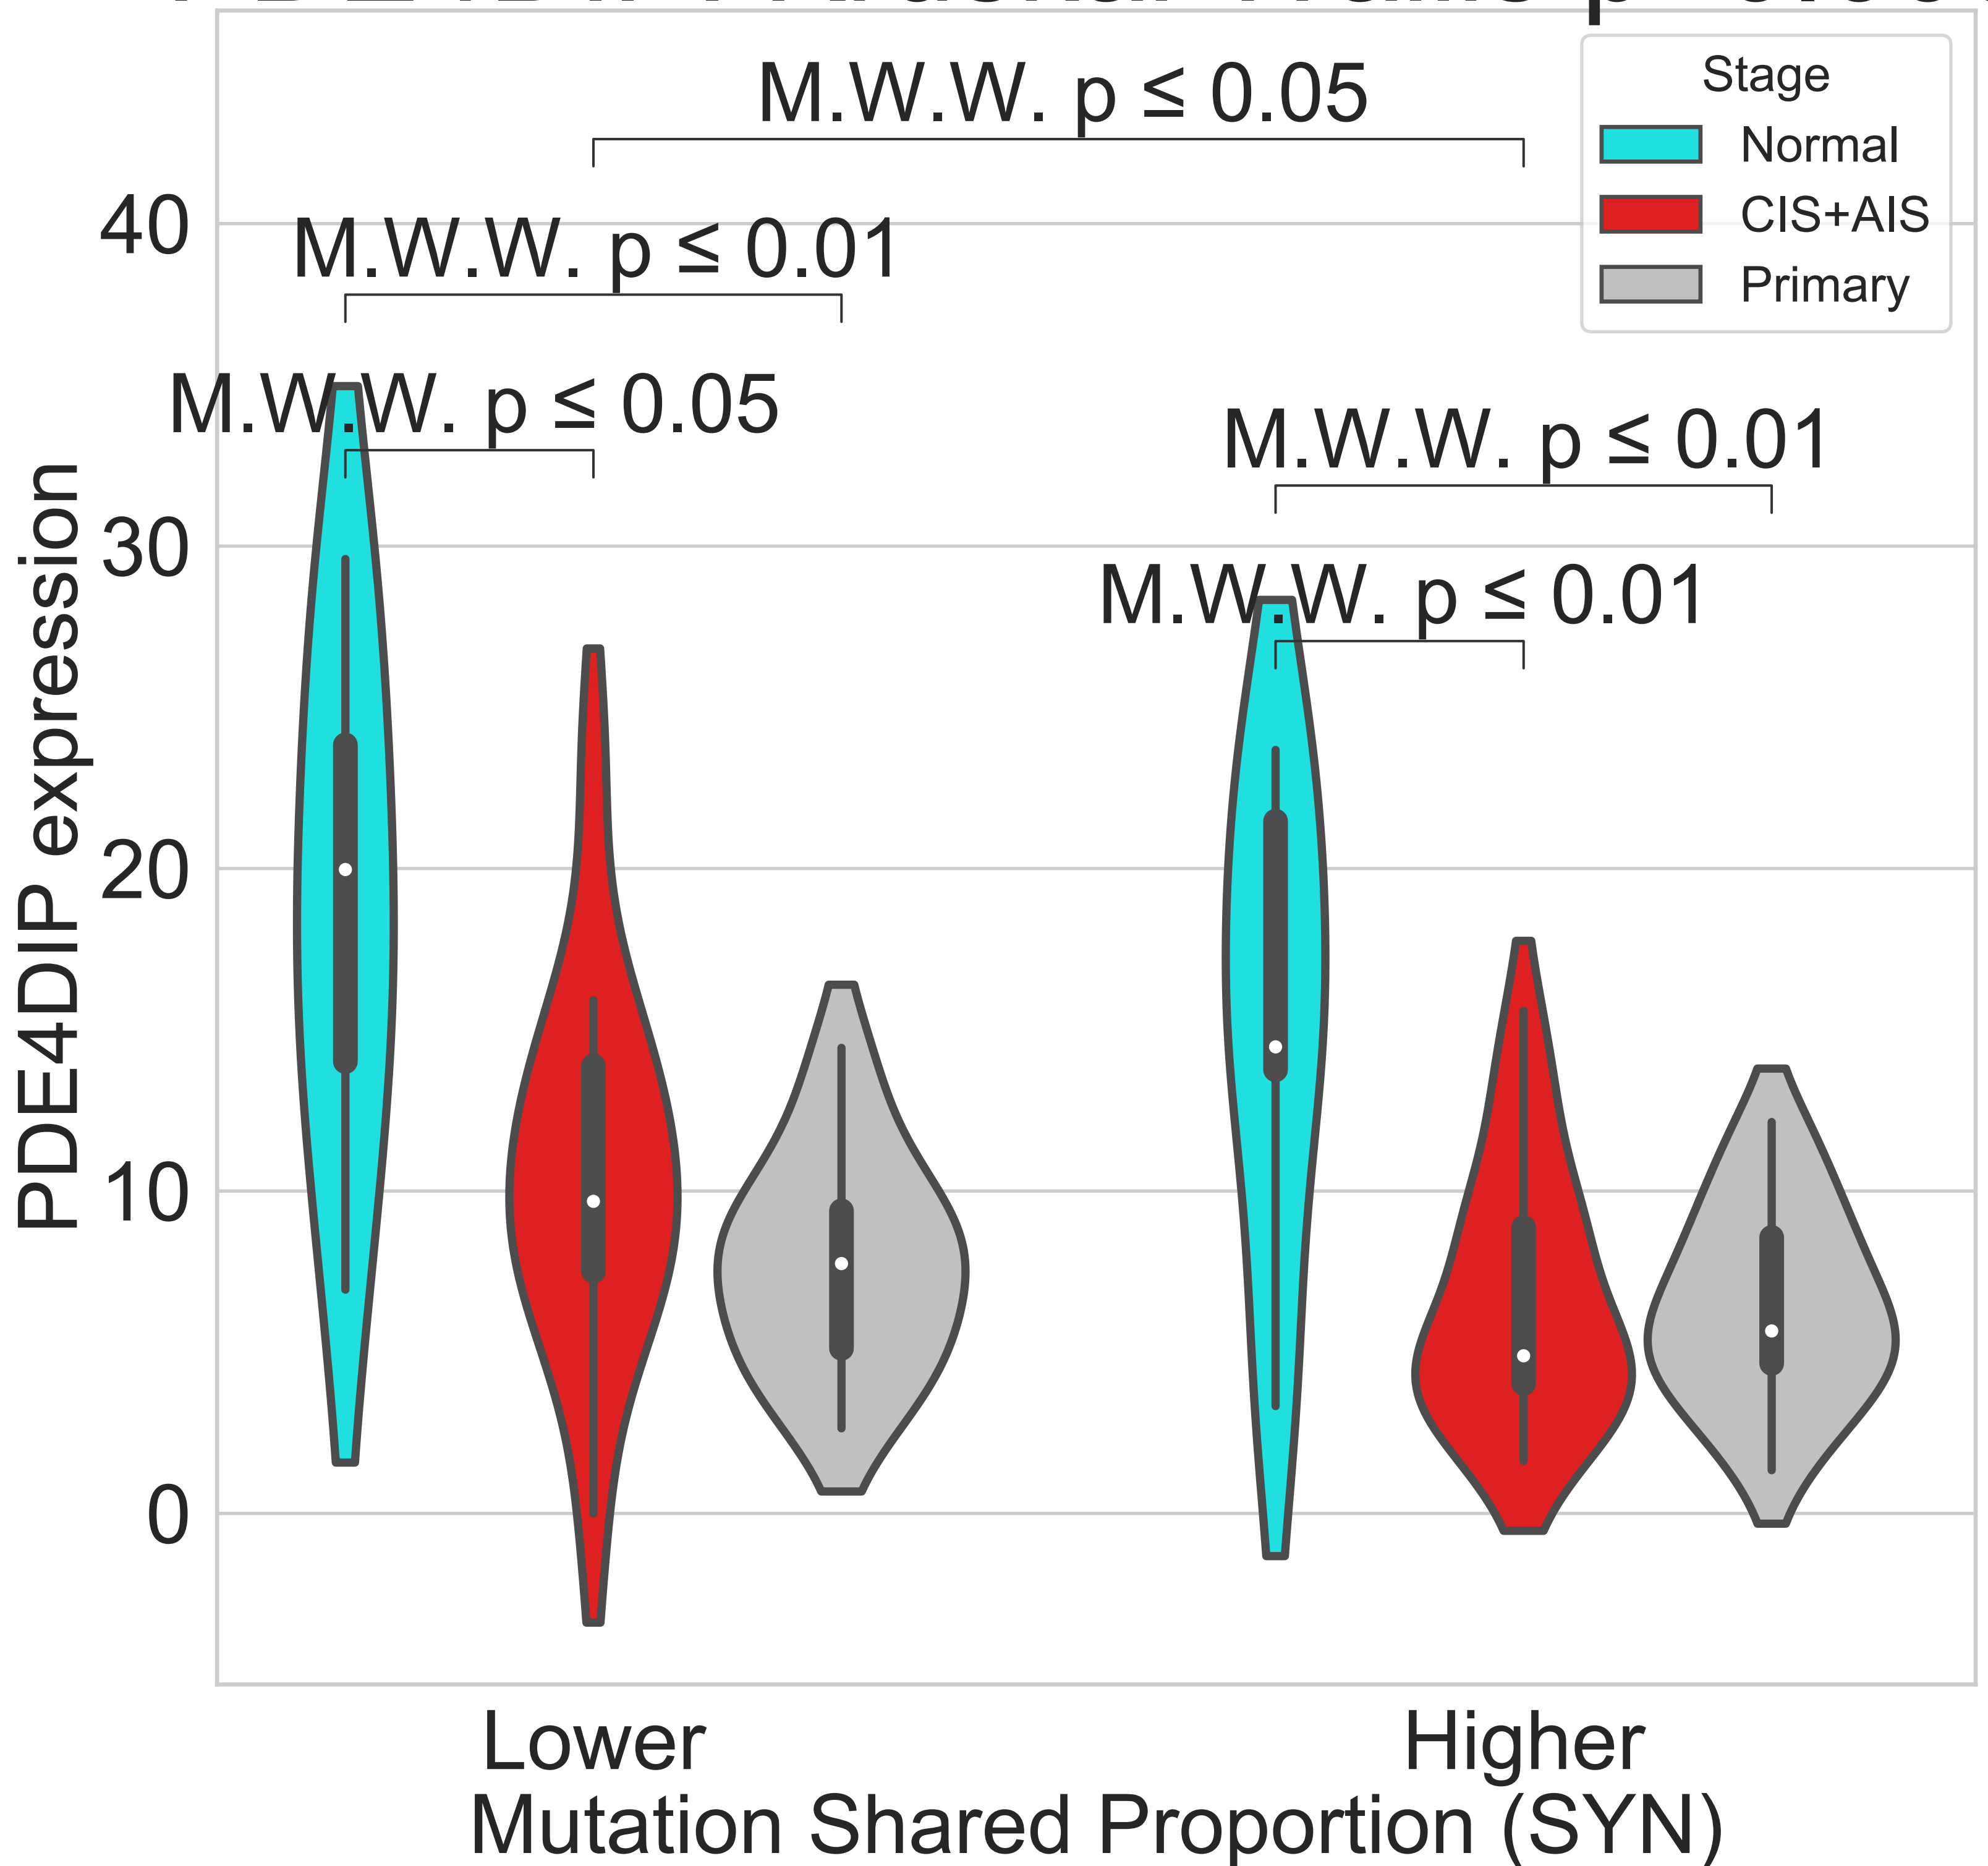 M.W.W. p ≤ 0.05
Stage
Normal
CIS+AIS
Primary
M.W.W. p ≤ 0.01
M.W.W. p ≤ 0.05
M.W.W. p ≤ 0.01
M.W.W. p ≤ 0.01
40
30
20
10
0
PDE4DIP expression
Lower
Higher
Mutation Shared Proportion (SYN)